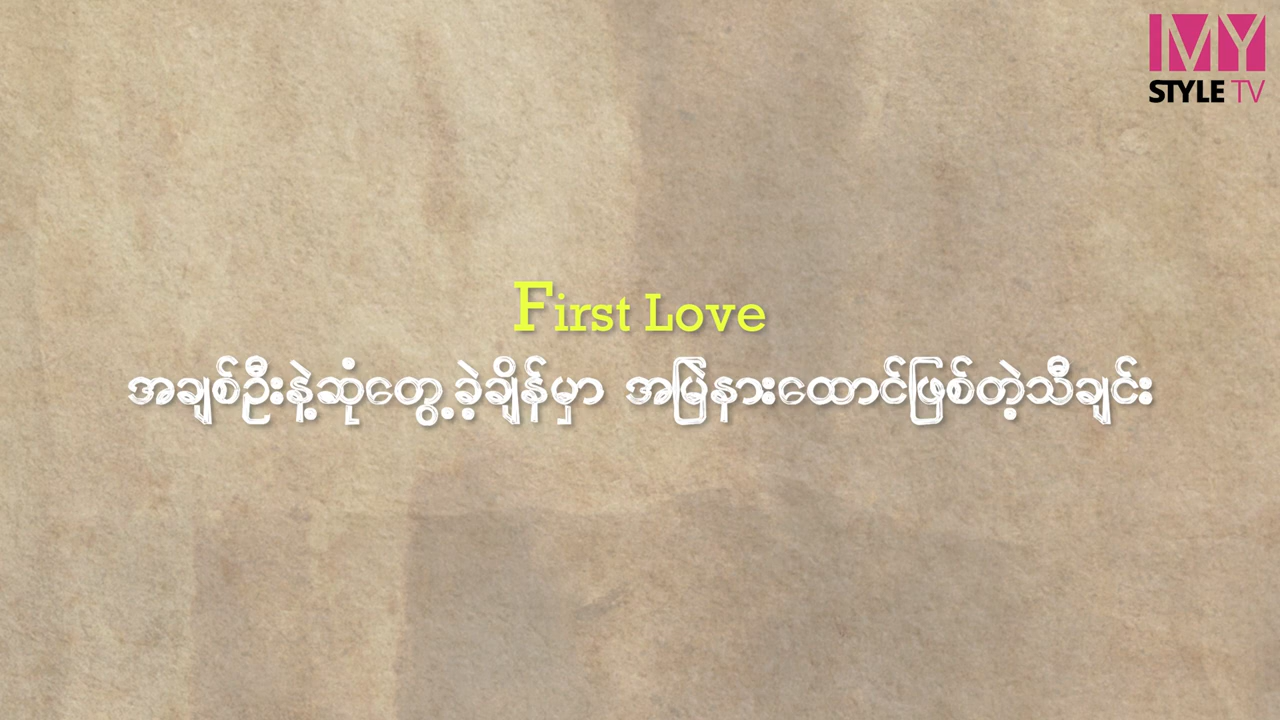 MY
STYLE TV
First Love
အချစ်ဦးနဲ့ဆုံတွေ့ခဲ့ချိန်မှာ အမြဲနားထောင်ဖြစ်တဲ့သီချင်း